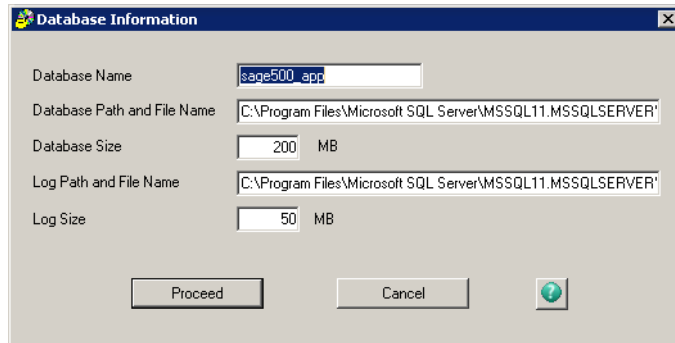 Database Information
Database Name sage500_app
Database Path and File Name C:\Program Files\Microsoft SQL Server\MSSQL11.MSSQLSERVER'
Database Size 200 MB
Log Path and File Name C:\Program Files\Microsoft SQL Server\MSSQL11.MSSQLSERVER'
Log Size 50 MB
Proceed Cancel ?